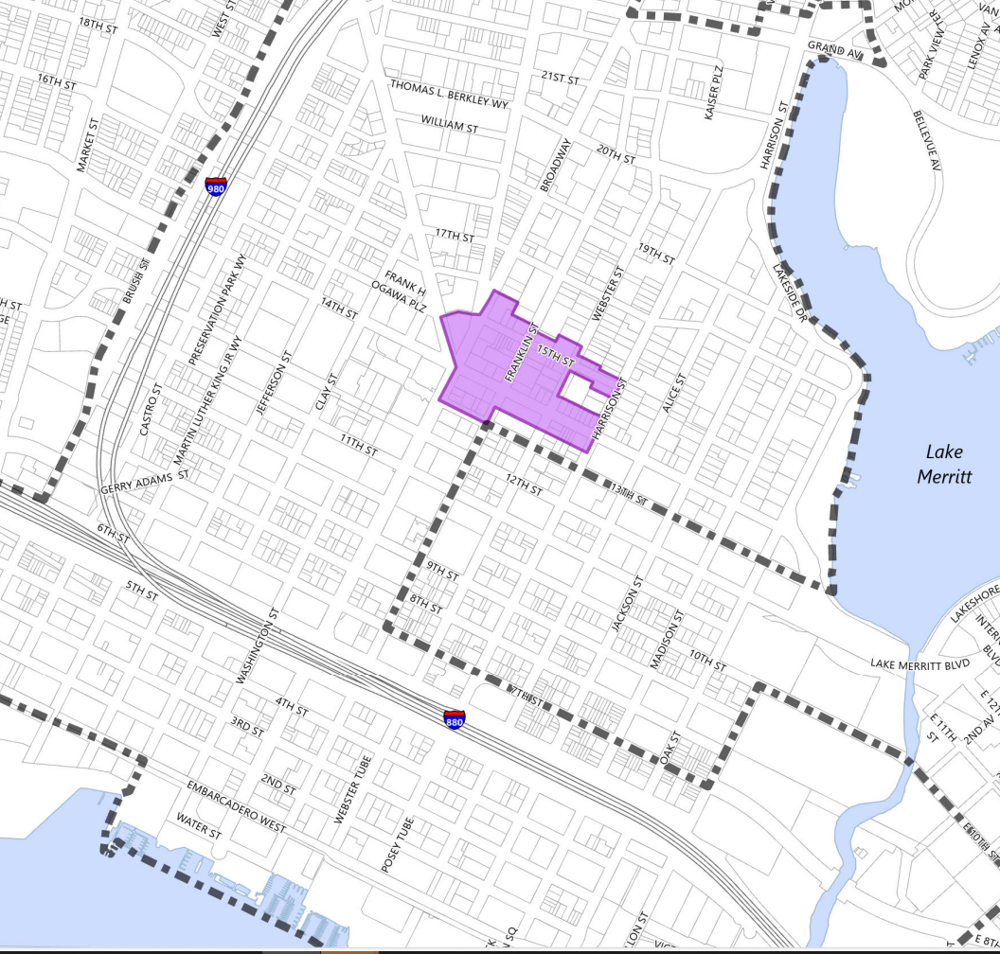 18TH ST
WEST ST
GRAND AV
PARK VIEW TER
LENOX AV
VAN
16TH ST
21ST ST
THOMAS L. BERKLEY WY
KAISER PLZ
WILLIAM ST
HARRISON ST
BELLEVUE AV
MARKET ST
BROADWAY
20TH ST
980
17TH ST
19TH ST
BRUSH ST
PRESERVATION PARK WY
FRANK H
OGAWA PLZ
WEBSTER ST
LAKESIDE DR
14TH ST
FRANKLIN ST
15TH ST
MARTIN LUTHER KING JR WY
JEFFERSON ST
CLAY ST
CASTRO ST
HARRISON ST
ALICE ST
11TH ST
Lake
Merritt
GERRY ADAMS ST
12TH ST
13TH ST
6TH ST
5TH ST
9TH ST
8TH ST
JACKSON ST
MADISON ST
LAKESHORE
WASHINGTON ST
10TH ST
LAKE MERRITT BLVD
7TH ST
4TH ST
3RD ST
880
OAK ST
E 11TH
ST
2ND AV
E 12TH
2ND ST
WEBSTER TUBE
EMBARCADERO WEST
WATER ST
POSEY TUBE
E 10TH ST
E 8TH